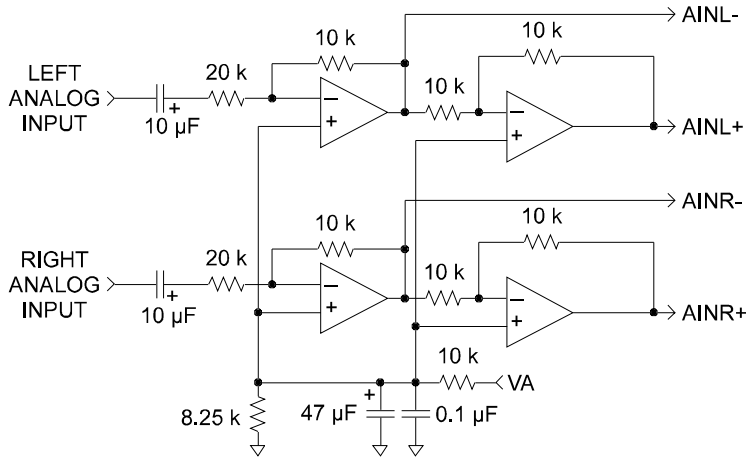 AINL-
10 k
10 k
LEFT
ANALOG
INPUT
20 k
10 k
10 µF
AINL+
AINR-
10 k
10 k
RIGHT
ANALOG
INPUT
20 k
10 k
10 µF
AINR+
10 k
VA
8.25 k
47 µF
0.1 µF